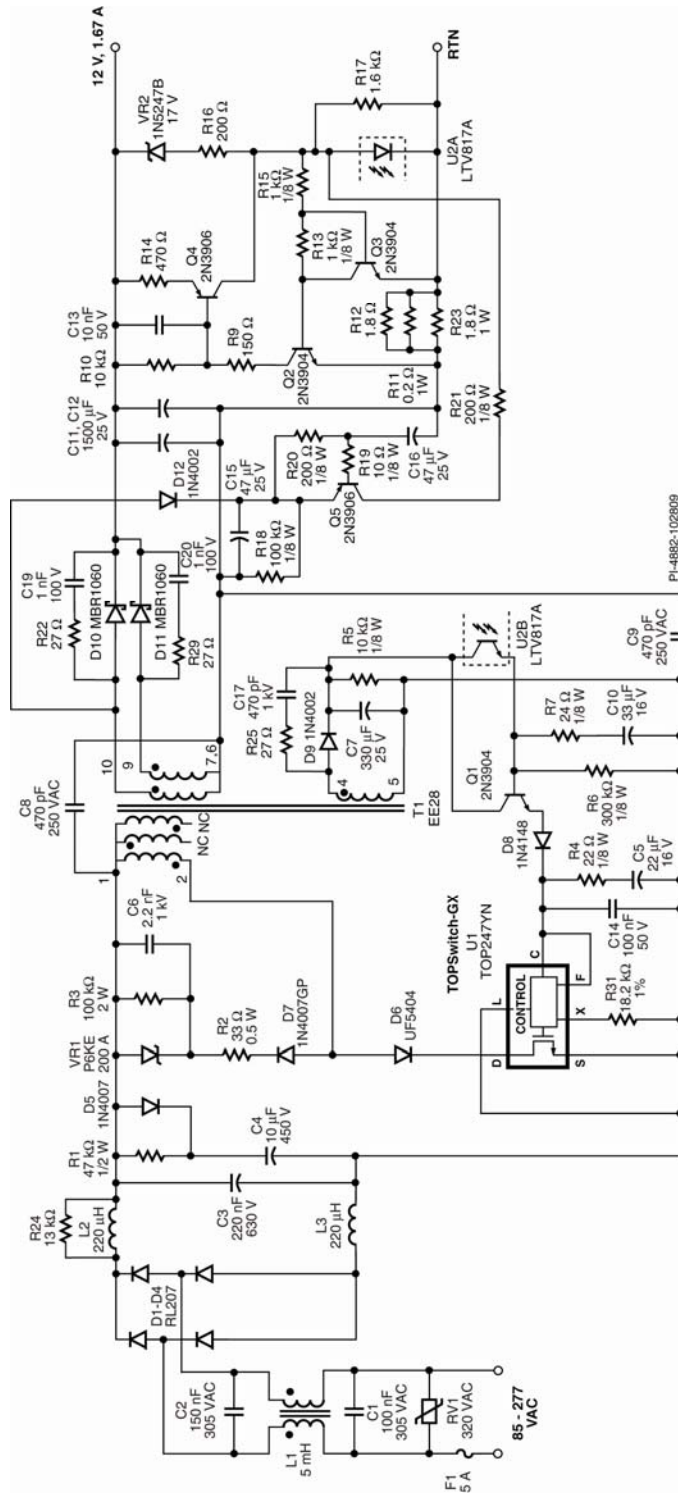 F1
5 A
85 - 277
VAC
RV1
320 VAC
C1
100 nF
305 VAC
L1
5 mH
C2
150 nF
305 VAC
D1-D4
RL207
R24
13 kΩ
L2
220 µH
L3
220 µH
C3
220 nF
630 V
R1
47 kΩ
1/2 W
D5
1N4007
C4
10 µF
450 V
VR1
P6KE
200 A
R3
100 kΩ
2 W
C6
2.2 nF
1 kV
R2
33 Ω
0.5 W
D7
1N4007GP
D6
UF5404
1
2
NC
NC
C8
470 pF
250 VAC
10
9
7,6
4
5
T1
EE28
TOPSwitch-GX
U1
TOP247YN
D
L
CONTROL
C
S
X
F
R31
18.2 kΩ
1%
C14
100 nF
50 V
R4
22 Ω
1/8 W
C5
22 µF
16 V
D8
1N4148
Q1
2N3904
R6
300 kΩ
1/8 W
R7
24 Ω
1/8 W
C10
33 µF
16 V
U2B
LTV817A
C9
470 pF
250 VAC
R25
27 Ω
C17
470 pF
1 kV
D9 1N4002
C7
330 µF
25 V
R5
10 kΩ
1/8 W
R22
27 Ω
C19
1 nF
100 V
D10 MBR1060
D11 MBR1060
R29
27 Ω
C20
1 nF
100 V
D12
1N4002
C15
47 µF
25 V
R18
100 kΩ
1/8 W
R20
200 Ω
1/8 W
R19
10 Ω
1/8 W
Q5
2N3906
C16
47 µF
25 V
C11, C12
1500 µF
25 V
R10
10 kΩ
C13
10 nF
50 V
R9
150 Ω
R14
470 Ω
Q4
2N3906
Q2
2N3904
R13
1 kΩ
1/8 W
R15
1 kΩ
1/8 W
Q3
2N3904
R12
1.8 Ω
R11
0.2 Ω
1W
R23
1.8 Ω
1 W
R21
200 Ω
1/8 W
VR2
1N5247B
17 V
R16
200 Ω
R17
1.6 kΩ
U2A
LTV817A
12 V, 1.67 A
RTN
PI-4882-102809